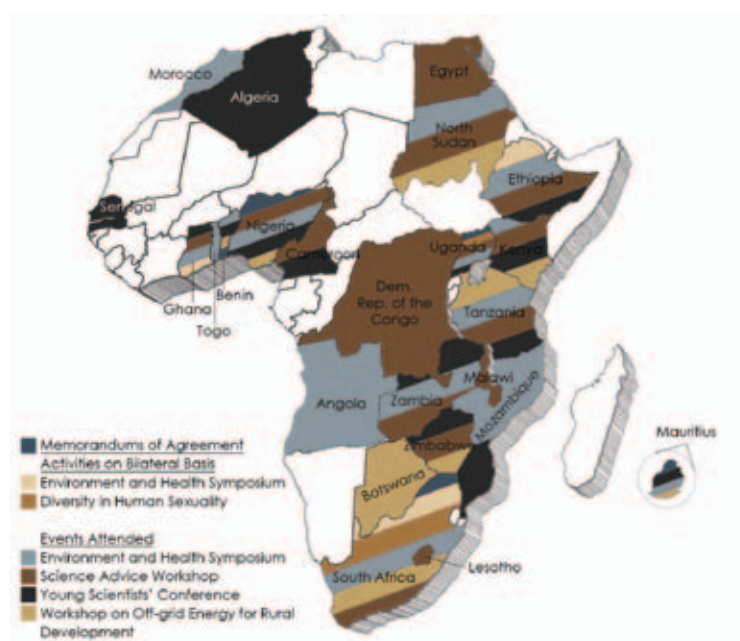 Morocco
Algeria
Egypt
North
Sudan
Senegal
Ethiopia
Nigeria
Cameroon
Uganda
Kenya
Benin
Ghana
Togo
Dem.
Rep. of the
Congo
Tanzania
Malawi
Angola
Zambia
Mozambique
Mauritius
Zimbabwe
Botswana
Lesotho
South Africa
Memorandums of Agreement
Activities on Bilateral Basis
Environment and Health Symposium
Diversity in Human Sexuality
Events Attended
Environment and Health Symposium
Science Advice Workshop
Young Scientists' Conference
Workshop on Off-grid Energy for Rural
Development